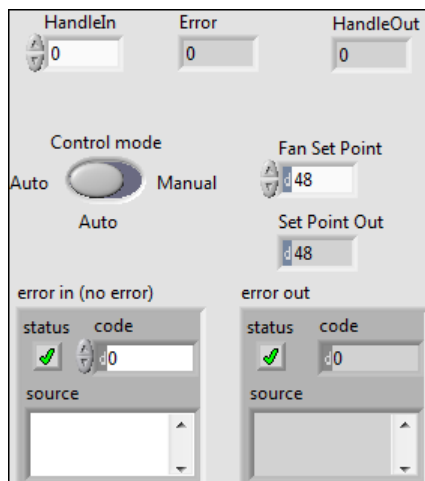 HandleIn Error HandleOut
0 0 0
Control mode
Auto Manual
Auto
Fan Set Point
d 48
Set Point Out
d 48
error in (no error) error out
status code status code
d 0 d 0
source source